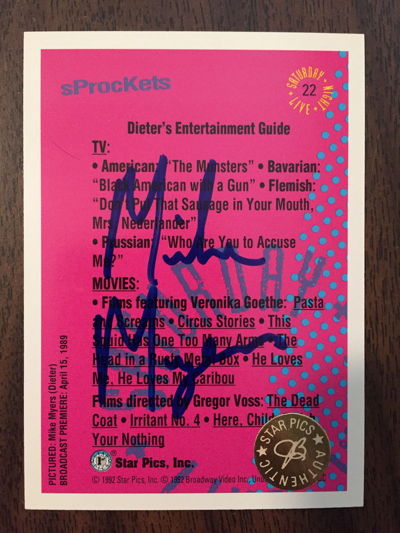 sProcKets
SATURDAY NIGHT LIVE
22
Dieter's Entertainment Guide
TV:
• American: "The Monsters" • Bavarian:
"Black American with a Gun" • Flemish:
"Don't Put That Sausage in Your Mouth,
Mrs. Nederlander"
• Prussian: "Who Are You to Accuse
Me?"
MOVIES:
• Films featuring Veronika Goethe: Pasta
and Screams • Circus Stories • This
Squid Has One Too Many Arms • The
Head in a Rusty Metal Box • He Loves
Me, He Loves My Caribou
Films directed by Gregor Voss: The Dead
Coat • Irritant No. 4 • Here, Child
Your Nothing
Star Pics, Inc.
© 1992 Star Pics, Inc. © 1992 Broadway Video Inc.
PICTURED: Mike Myers (Dieter)
BROADCAST PREMIERE: April 15, 1989
Mike
Myers
STAR PICS
AUTHENTIC